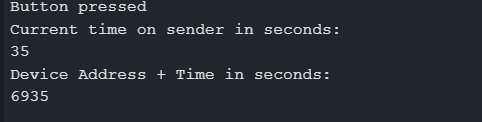 Button pressed
Current time on sender in seconds:
35
Device Address + Time in seconds:
6935